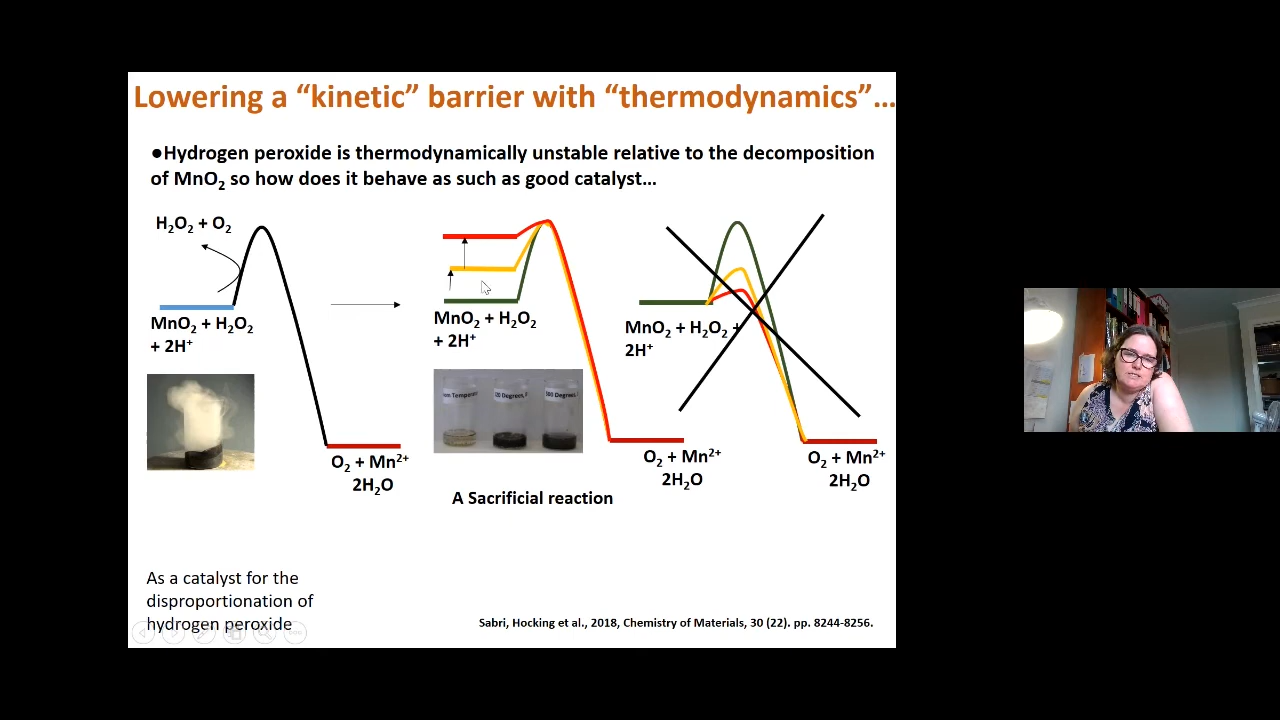 Lowering a “kinetic” barrier with “thermodynamics”…
●Hydrogen peroxide is thermodynamically unstable relative to the decomposition
of MnO₂ so how does it behave as such as good catalyst…
H₂O₂ + O₂
MnO₂ + H₂O₂
+ 2H⁺
O₂ + Mn²⁺
2H₂O
MnO₂ + H₂O₂
+ 2H⁺
O₂ + Mn²⁺
2H₂O
MnO₂ + H₂O₂ +
2H⁺
O₂ + Mn²⁺
2H₂O
A Sacrificial reaction
As a catalyst for the
disproportionation of
hydrogen peroxide
Sabri, Hocking et al., 2018, Chemistry of Materials, 30 (22). pp. 8244-8256.